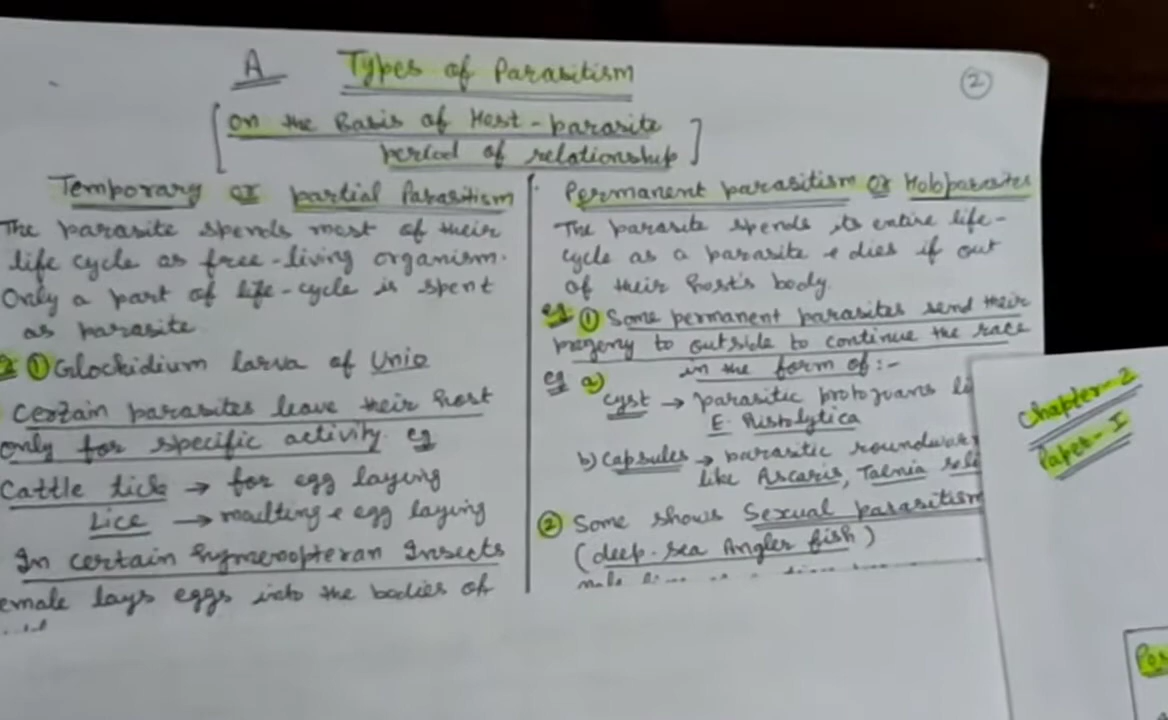 A Types of Parasitism
2
[on the Basis of Host-parasite
period of relationship]
Temporary or partial Parasitism
The parasite spends most of their
life cycle as free-living organism.
Only a part of life-cycle is spent
as parasite
① Glockidium larva of Unio
Certain parasites leave their host
only for specific activity eg
Cattle tick → for egg laying
Lice → moulting & egg laying
In certain hymenopteran Insects
emale lays eggs into the bodies of
Permanent parasitism or Holoparasites
The parasite spends its entire life-
cycle as a parasite & dies if out
of their host's body.
eg ① Some permanent parasites send their
progeny to outside to continue the race
in the form of :-
eg a)
cyst → parasitic protozoans li
E. histolytica
b) Capsules → parasitic roundwor
like Ascaris, Taenia soli
② Some shows Sexual parasitism
(deep-sea Angler fish)
Chapter-2
Paper-I